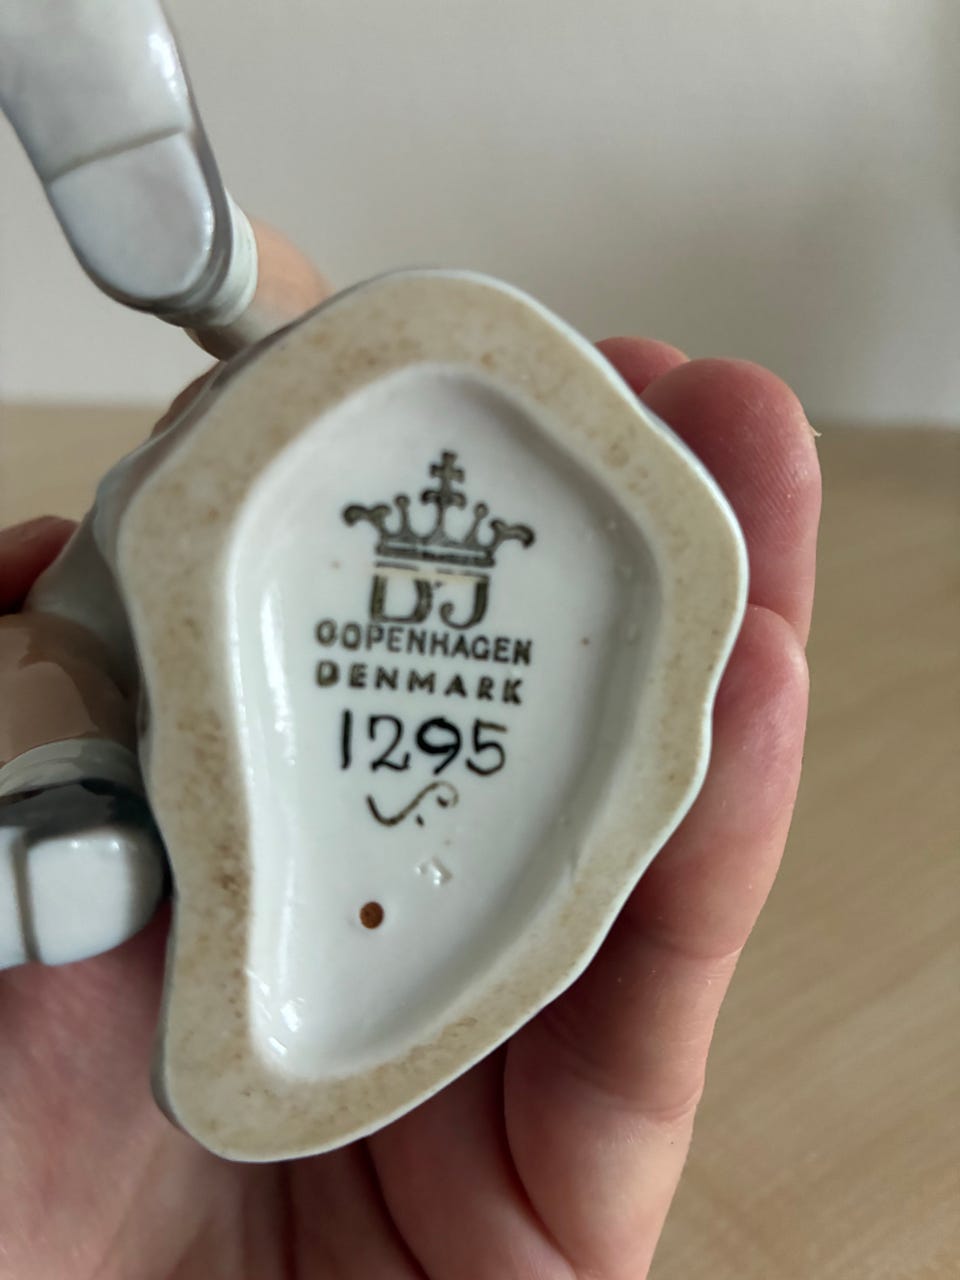 DJ
COPENHAGEN
DENMARK
1295